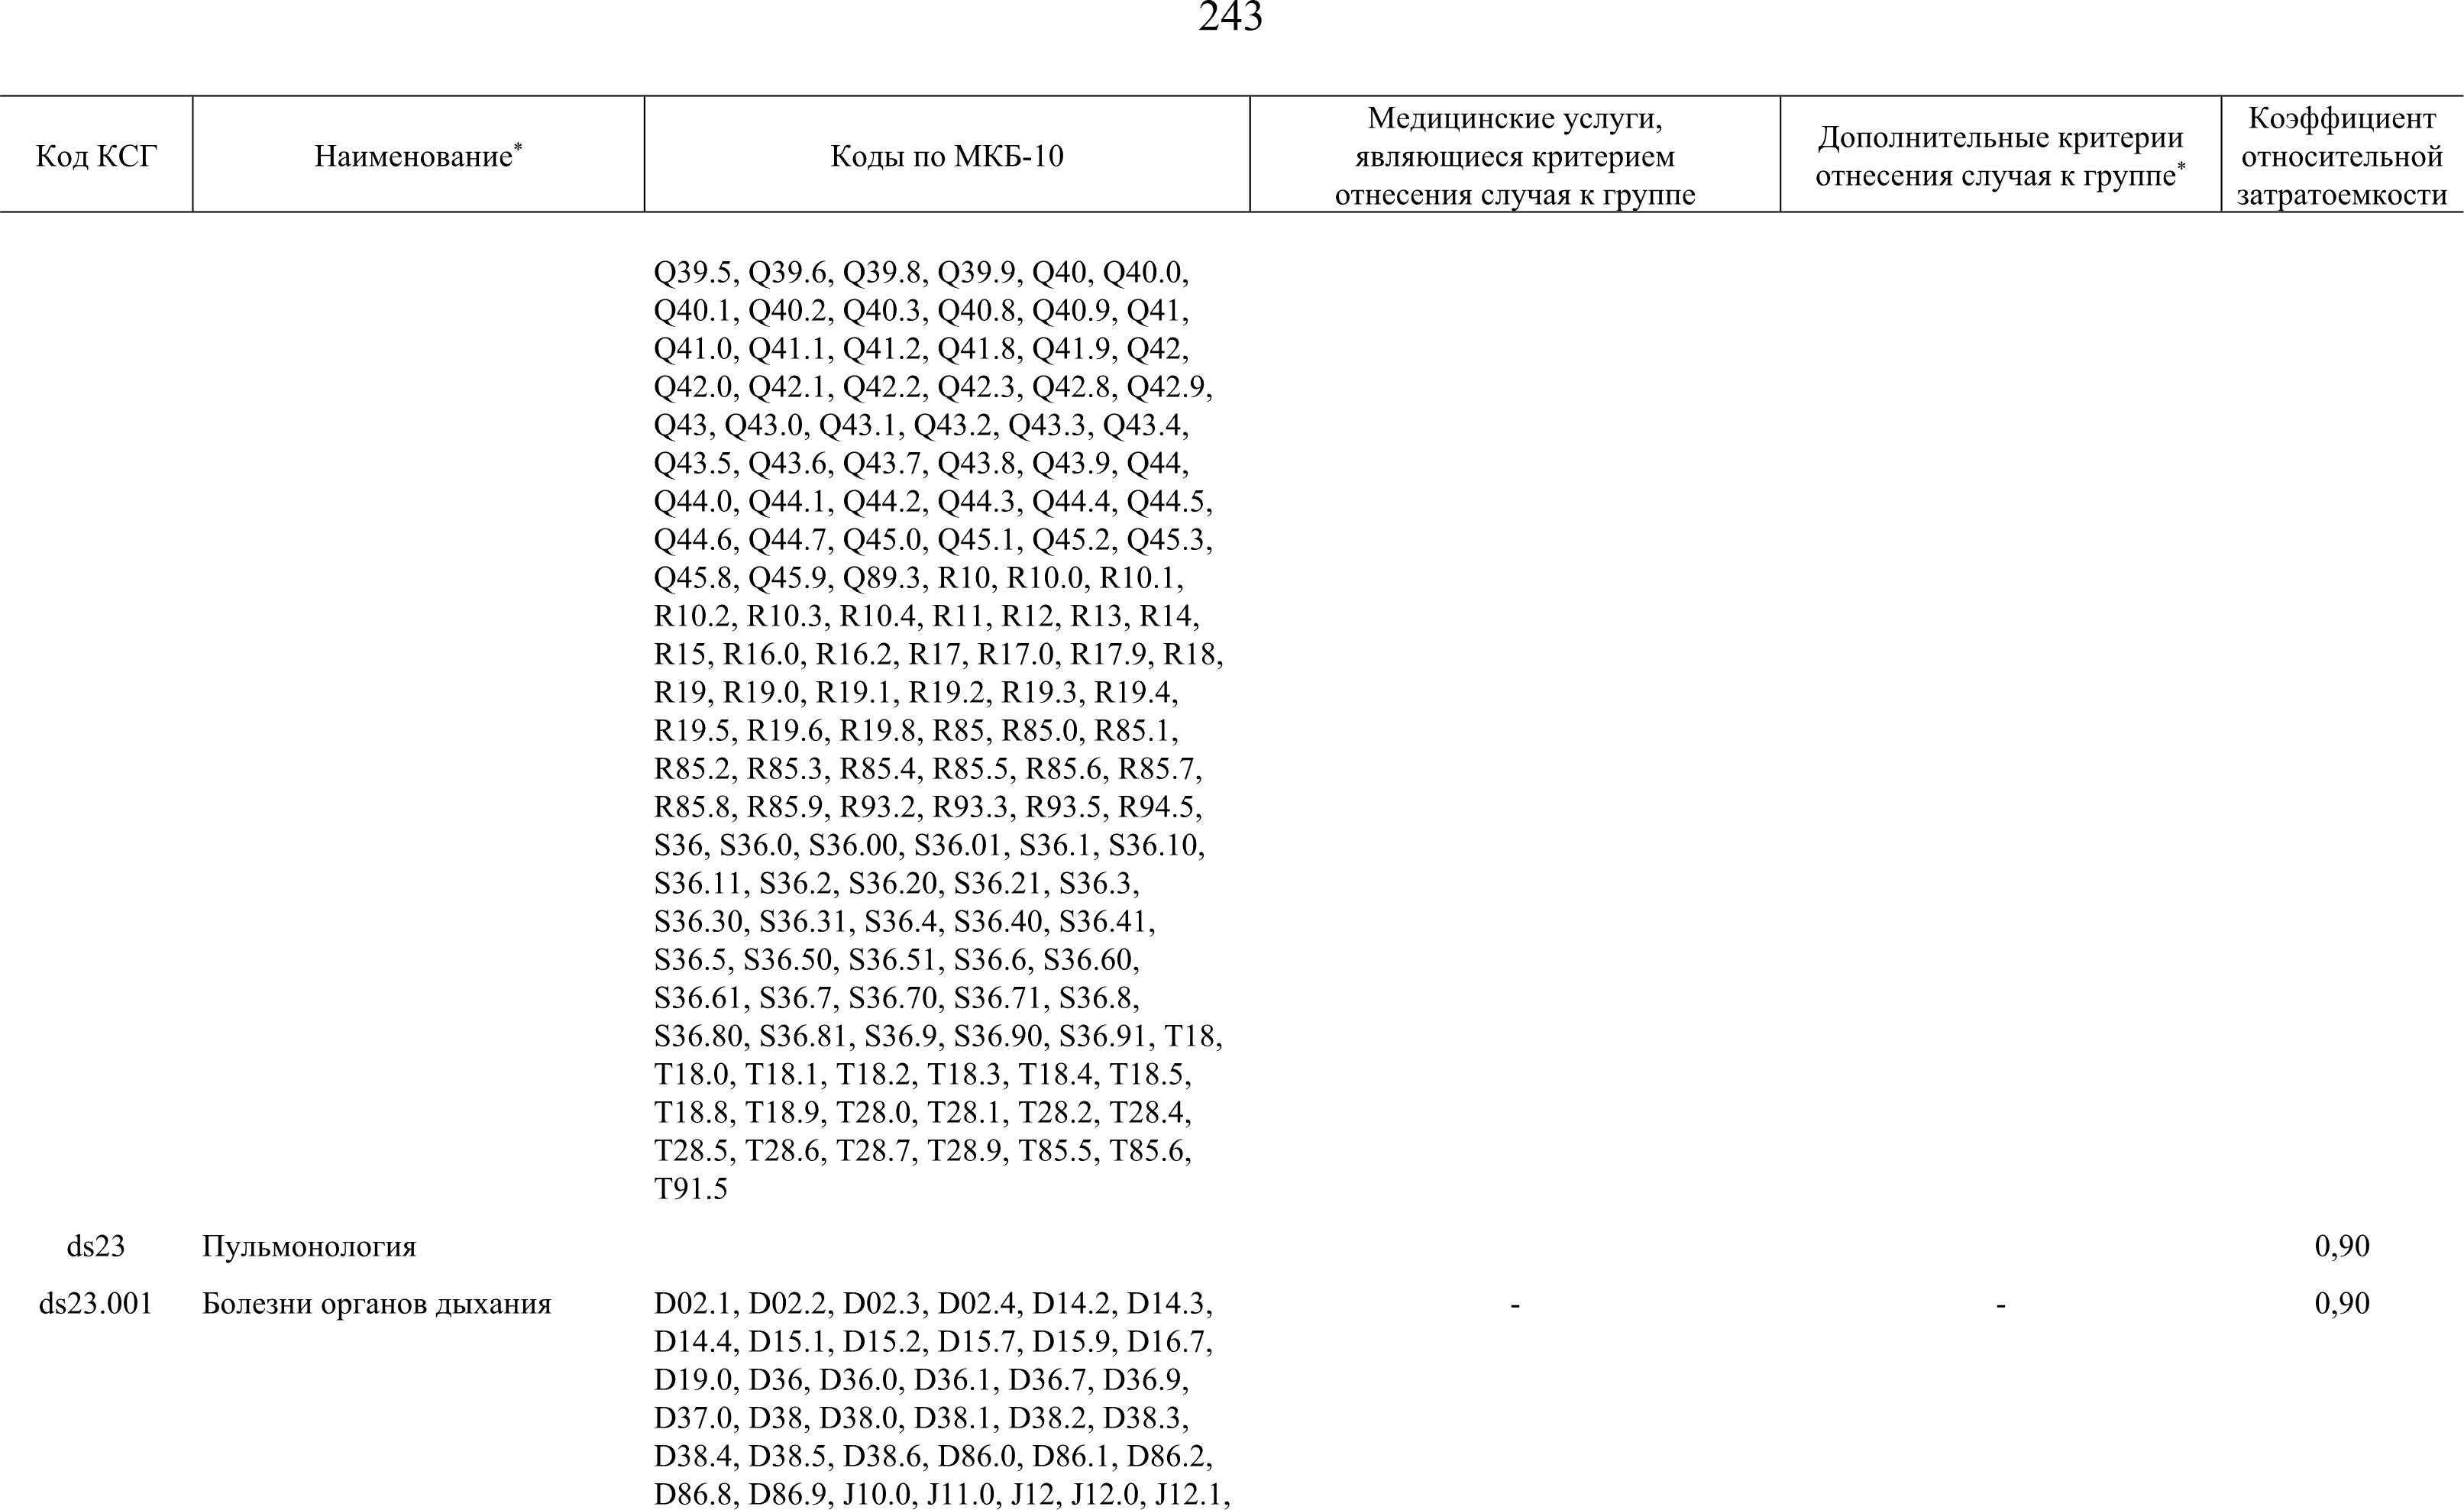 243
Код КСГ
Наименование*
Коды по МКБ-10
Медицинские услуги,
являющиеся критерием
отнесения случая к группе
Дополнительные критерии
отнесения случая к группе*
Коэффициент
относительной
затратоемкости
Q39.5, Q39.6, Q39.8, Q39.9, Q40, Q40.0,
Q40.1, Q40.2, Q40.3, Q40.8, Q40.9, Q41,
Q41.0, Q41.1, Q41.2, Q41.8, Q41.9, Q42,
Q42.0, Q42.1, Q42.2, Q42.3, Q42.8, Q42.9,
Q43, Q43.0, Q43.1, Q43.2, Q43.3, Q43.4,
Q43.5, Q43.6, Q43.7, Q43.8, Q43.9, Q44,
Q44.0, Q44.1, Q44.2, Q44.3, Q44.4, Q44.5,
Q44.6, Q44.7, Q45.0, Q45.1, Q45.2, Q45.3,
Q45.8, Q45.9, Q89.3, R10, R10.0, R10.1,
R10.2, R10.3, R10.4, R11, R12, R13, R14,
R15, R16.0, R16.2, R17, R17.0, R17.9, R18,
R19, R19.0, R19.1, R19.2, R19.3, R19.4,
R19.5, R19.6, R19.8, R85, R85.0, R85.1,
R85.2, R85.3, R85.4, R85.5, R85.6, R85.7,
R85.8, R85.9, R93.2, R93.3, R93.5, R94.5,
S36, S36.0, S36.00, S36.01, S36.1, S36.10,
S36.11, S36.2, S36.20, S36.21, S36.3,
S36.30, S36.31, S36.4, S36.40, S36.41,
S36.5, S36.50, S36.51, S36.6, S36.60,
S36.61, S36.7, S36.70, S36.71, S36.8,
S36.80, S36.81, S36.9, S36.90, S36.91, T18,
T18.0, T18.1, T18.2, T18.3, T18.4, T18.5,
T18.8, T18.9, T28.0, T28.1, T28.2, T28.4,
T28.5, T28.6, T28.7, T28.9, T85.5, T85.6,
T91.5
ds23 Пульмонология 0,90
ds23.001 Болезни органов дыхания D02.1, D02.2, D02.3, D02.4, D14.2, D14.3, - - 0,90
D14.4, D15.1, D15.2, D15.7, D15.9, D16.7,
D19.0, D36, D36.0, D36.1, D36.7, D36.9,
D37.0, D38, D38.0, D38.1, D38.2, D38.3,
D38.4, D38.5, D38.6, D86.0, D86.1, D86.2,
D86.8, D86.9, J10.0, J11.0, J12, J12.0, J12.1,